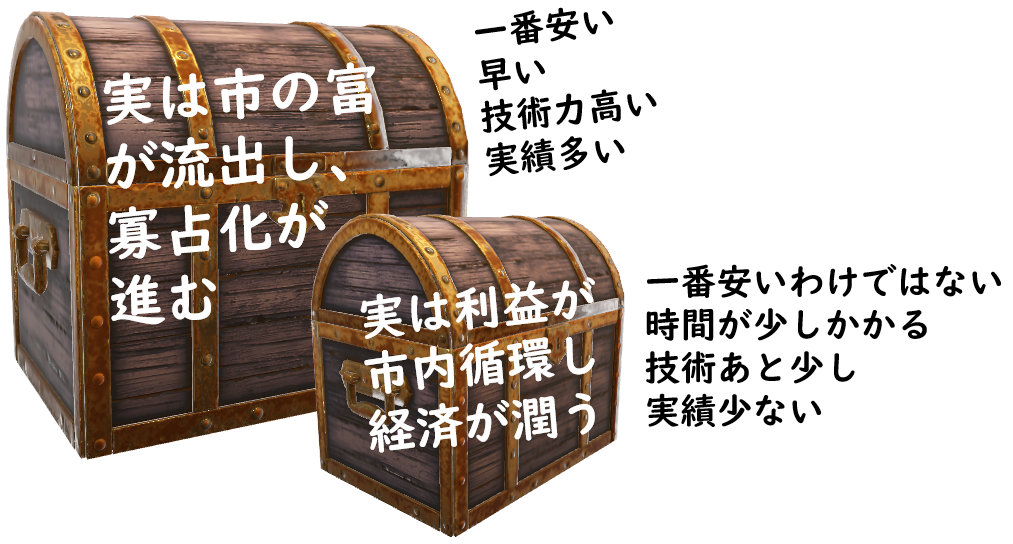 一番安い
早い
技術力高い
実績多い
実は市の富
が流出し、
寡占化が
進む
一番安いわけではない
時間が少しかかる
技術あと少し
実績少ない
実は利益が
市内循環し
経済が潤う